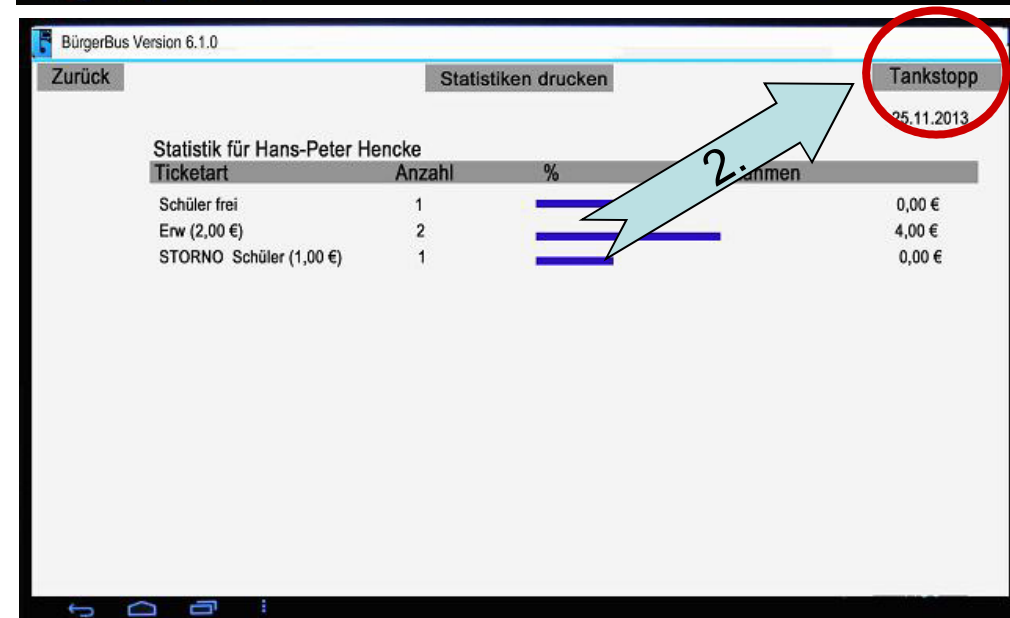 BürgerBus Version 6.1.0
Zurück Statistiken drucken Tankstopp
25.11.2013
Statistik für Hans-Peter Hencke
Ticketart Anzahl %
Schüler frei 1 0,00 €
Erw (2,00 €) 2 4,00 €
STORNO Schüler (1,00 €) 1 0,00 €
2.